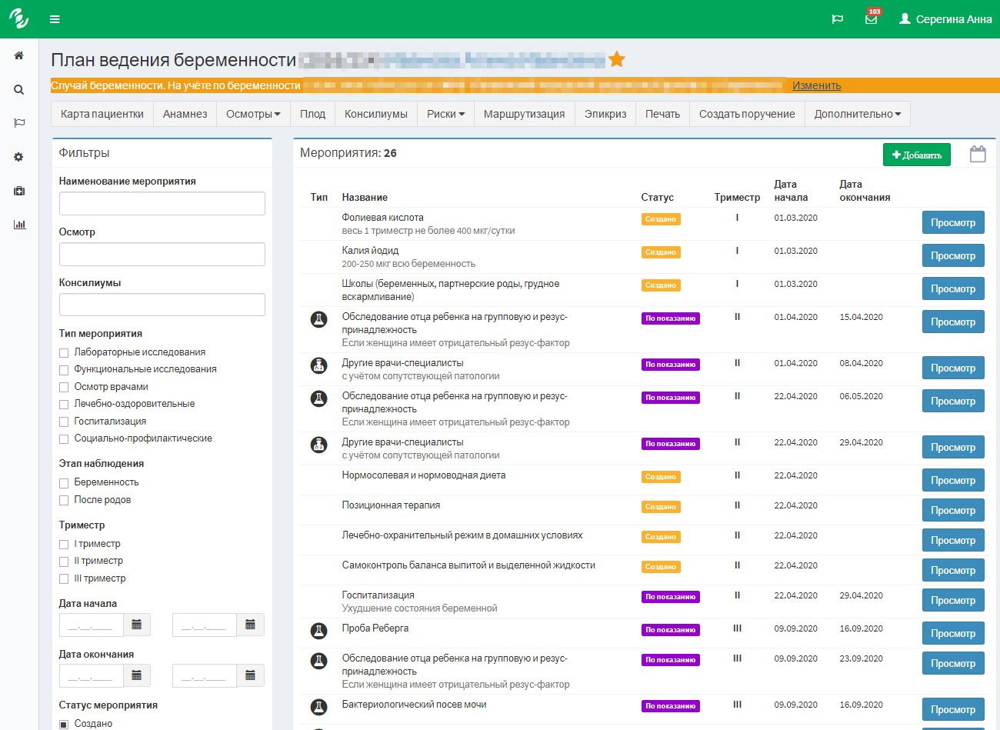 103
Серегина Анна
План ведения беременности
Случай беременности. На учёте по беременности
Изменить
Карта пациентки Анамнез Осмотры Плод Консилиумы Риски Маршрутизация Эпикриз Печать Создать поручение Дополнительно
Фильтры
Наименование мероприятия
Осмотр
Консилиумы
Тип мероприятия
Лабораторные исследования
Функциональные исследования
Осмотр врачами
Лечебно-оздоровительные
Госпитализация
Социально-профилактические
Этап наблюдения
Беременность
После родов
Триместр
I триместр
II триместр
III триместр
Дата начала
__.__.____ __.__.____
Дата окончания
__.__.____ __.__.____
Статус мероприятия
Создано
Мероприятия: 26
Добавить
Тип Название Статус Триместр Дата начала Дата окончания
Фолиевая кислота Создано I 01.03.2020 Просмотр
весь 1 триместр не более 400 мкг/сутки
Калия йодид Создано I 01.03.2020 Просмотр
200-250 мкг всю беременность
Школы (беременных, партнерские роды, грудное Создано I 01.03.2020 Просмотр
вскармливание)
Обследование отца ребенка на групповую и резус- По показанию II 01.04.2020 15.04.2020 Просмотр
принадлежность
Если женщина имеет отрицательный резус-фактор
Другие врачи-специалисты По показанию II 01.04.2020 08.04.2020 Просмотр
с учётом сопутствующей патологии
Обследование отца ребенка на групповую и резус- По показанию II 22.04.2020 06.05.2020 Просмотр
принадлежность
Если женщина имеет отрицательный резус-фактор
Другие врачи-специалисты По показанию II 22.04.2020 29.04.2020 Просмотр
с учётом сопутствующей патологии
Нормосолевая и нормоводная диета Создано II 22.04.2020 Просмотр
Позиционная терапия Создано II 22.04.2020 Просмотр
Лечебно-охранительный режим в домашних условиях Создано II 22.04.2020 Просмотр
Самоконтроль баланса выпитой и выделенной жидкости Создано II 22.04.2020 Просмотр
Госпитализация По показанию II 22.04.2020 29.04.2020 Просмотр
Ухудшение состояния беременной
Проба Реберга По показанию III 09.09.2020 16.09.2020 Просмотр
Обследование отца ребенка на групповую и резус- По показанию III 09.09.2020 23.09.2020 Просмотр
принадлежность
Если женщина имеет отрицательный резус-фактор
Бактериологический посев мочи По показанию III 09.09.2020 16.09.2020 Просмотр